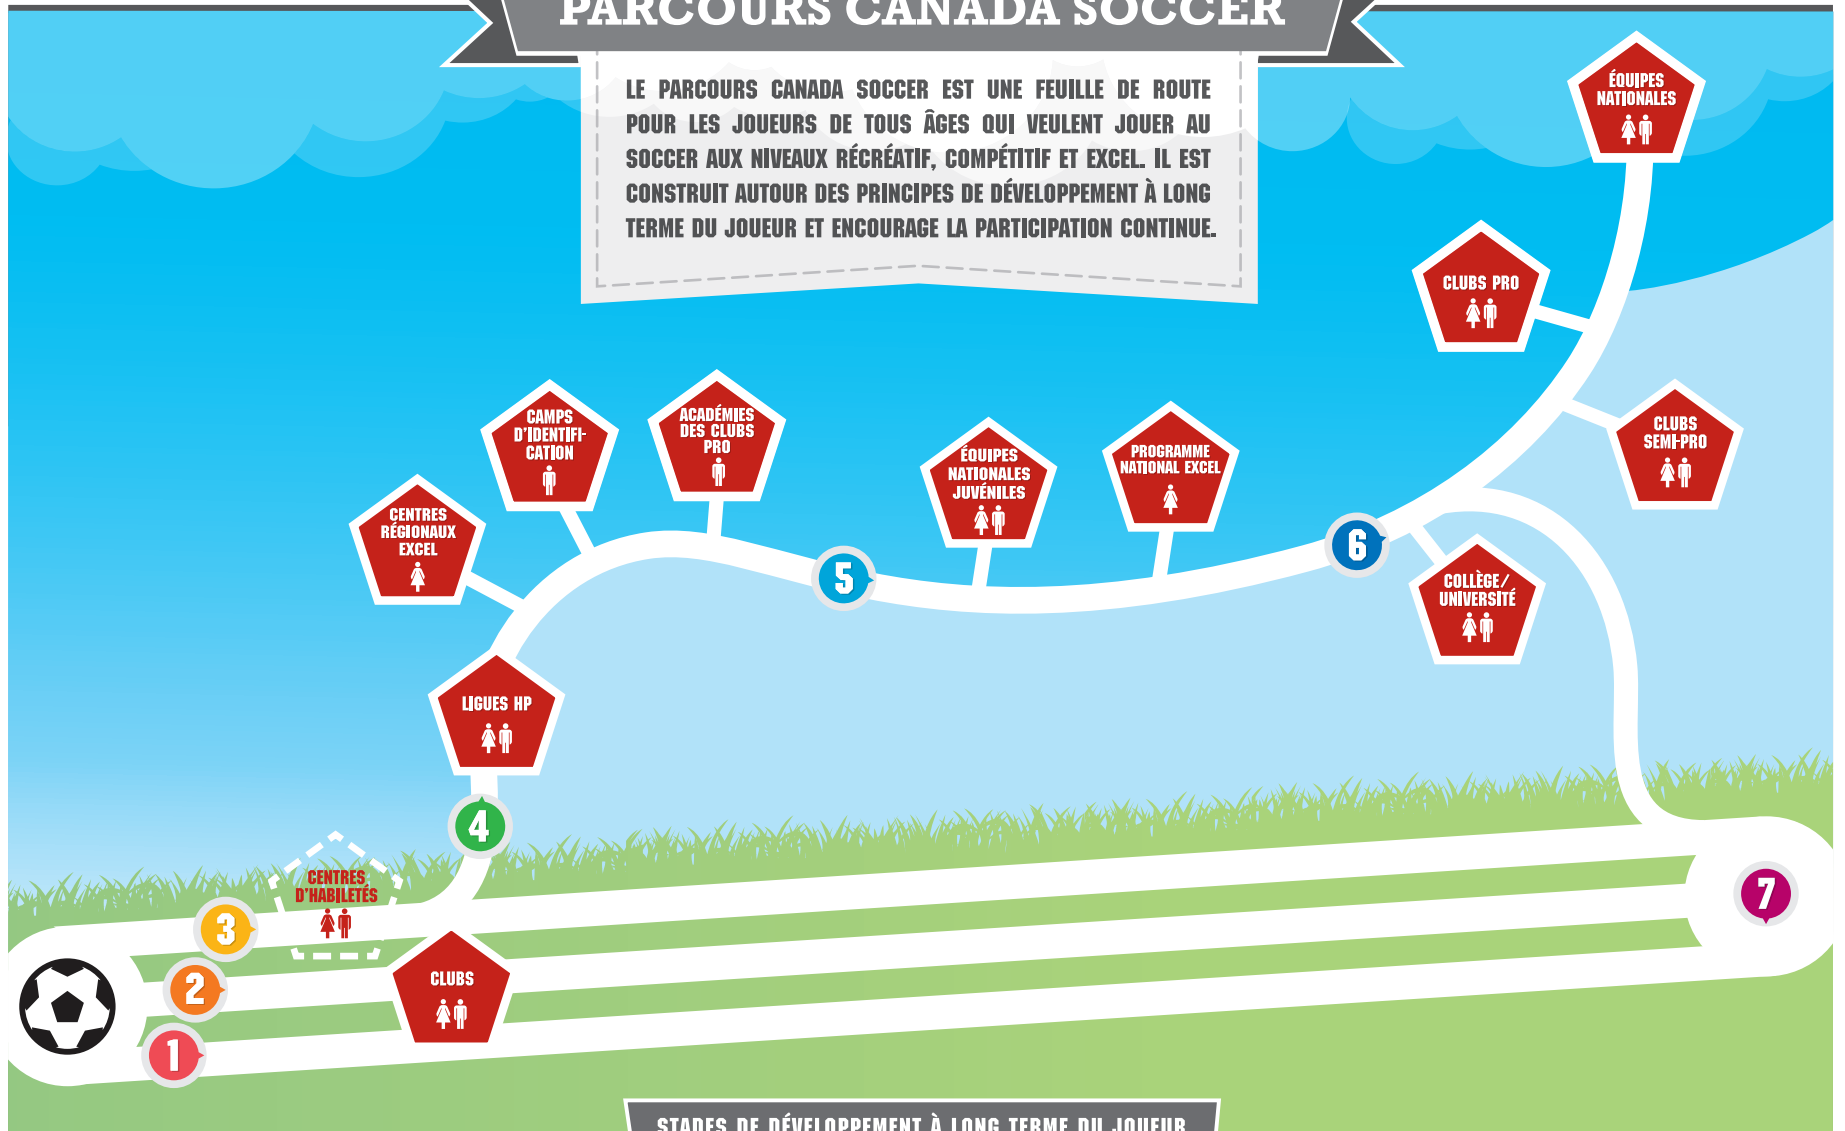 PARCOURS CANADA SOCCER
LE PARCOURS CANADA SOCCER EST UNE FEUILLE DE ROUTE
POUR LES JOUEURS DE TOUS ÂGES QUI VEULENT JOUER AU
SOCCER AUX NIVEAUX RÉCRÉATIF, COMPÉTITIF ET EXCEL. IL EST
CONSTRUIT AUTOUR DES PRINCIPES DE DÉVELOPPEMENT À LONG
TERME DU JOUEUR ET ENCOURAGE LA PARTICIPATION CONTINUE.
ÉQUIPES
NATIONALES
CLUBS PRO
CLUBS
SEMI-PRO
CAMPS
D'IDENTIFI-
CATION
ACADÉMIES
DES CLUBS
PRO
ÉQUIPES
NATIONALES
JUVÉNILES
PROGRAMME
NATIONAL EXCEL
CENTRES
RÉGIONAUX
EXCEL
6
5
COLLÈGE/
UNIVERSITÉ
LIGUES HP
4
CENTRES
D'HABILETÉS
7
3
2
CLUBS
1
STADES DE DÉVELOPPEMENT À LONG TERME DU JOUEUR